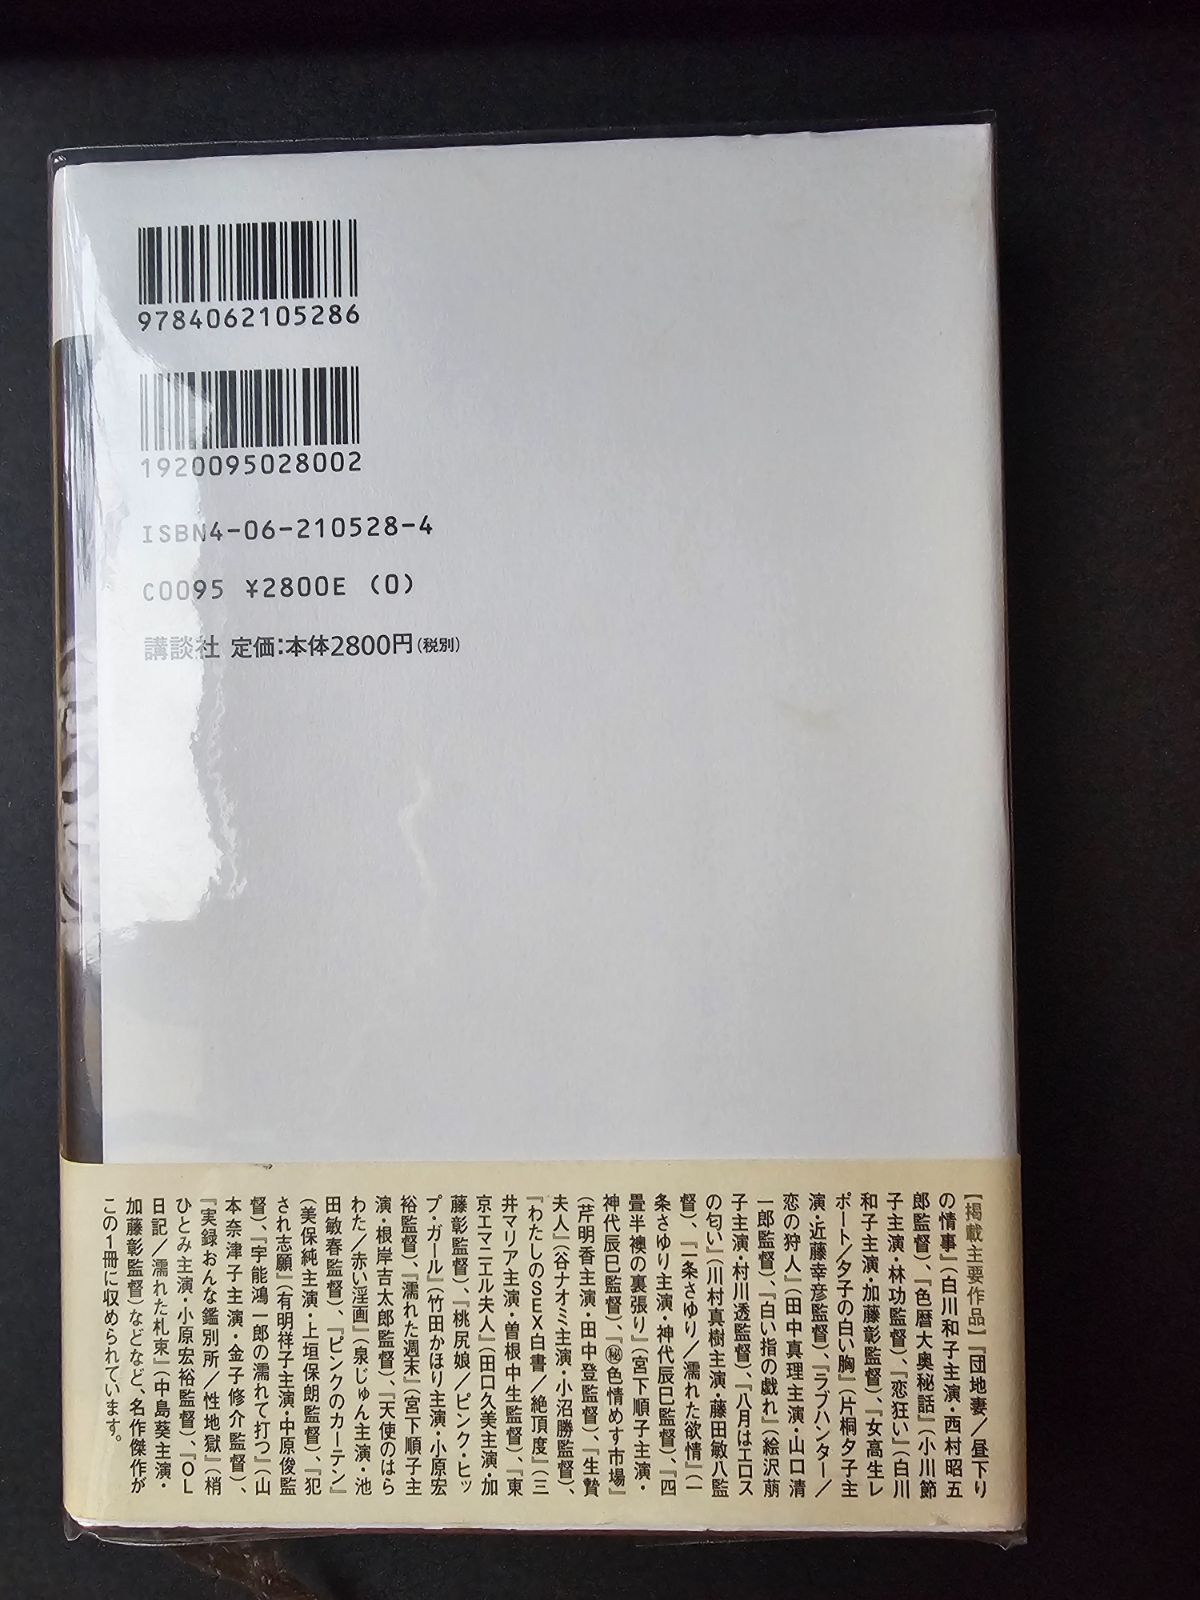 9784062105286
1920095028002
ISBN4-06-210528-4
C0095 ¥2800E (0)
講談社 定価:本体2800円(税別)
【掲載主要作品】『団地妻/昼下り
の情事』(白川和子主演・西村昭五
郎監督)、『色暦大奥秘話』(小川節
子主演・林功監督)、『恋狂い』(白川
和子主演・加藤彰監督)『女高生レ
ポート/夕子の白い胸』(片桐夕子主
演・近藤幸彦監督)、『ラブハンター/
恋の狩人』(田中真理主演・山口清
一郎監督)、『白い指の戯れ』(絵沢萠
子主演・村川透監督)、『八月はエロス
の匂い』(川村真樹主演・藤田敏八監
督)、『一条さゆり/濡れた欲情』(一
条さゆり主演・神代辰巳監督)、『四
畳半襖の裏張り』(宮下順子主演・
神代辰巳監督)、『㊙色情めす市場』
(芹明香主演・田中登監督)、『生贄
夫人』(谷ナオミ主演・小沼勝監督)、
『わたしのSEX白書/絶頂度』(三
井マリア主演・曽根中生監督)、『東
京エマニエル夫人』(田口久美主演・加
藤彰監督)、『桃尻娘/ピンク・ヒッ
プ・ガール』(竹田かほり主演・小原宏
裕監督)、『濡れた週末』(宮下順子主
演・根岸吉太郎監督)、『天使のはら
わた/赤い淫画』(泉じゅん主演・池
田敏春監督)、『ピンクのカーテン』
(美保純主演・上垣保朗監督)、『犯
され志願』(有明祥子主演・中原俊監
督)、『宇能鴻一郎の濡れて打つ』(山
本奈津子主演・金子修介監督)、
『実録おんな鑑別所/性地獄』(梢
ひとみ主演・小原宏裕監督)、『OL
日記/濡れた札束』(中島葵主演・
加藤彰監督)などなど、名作傑作が
この1冊に収められています。